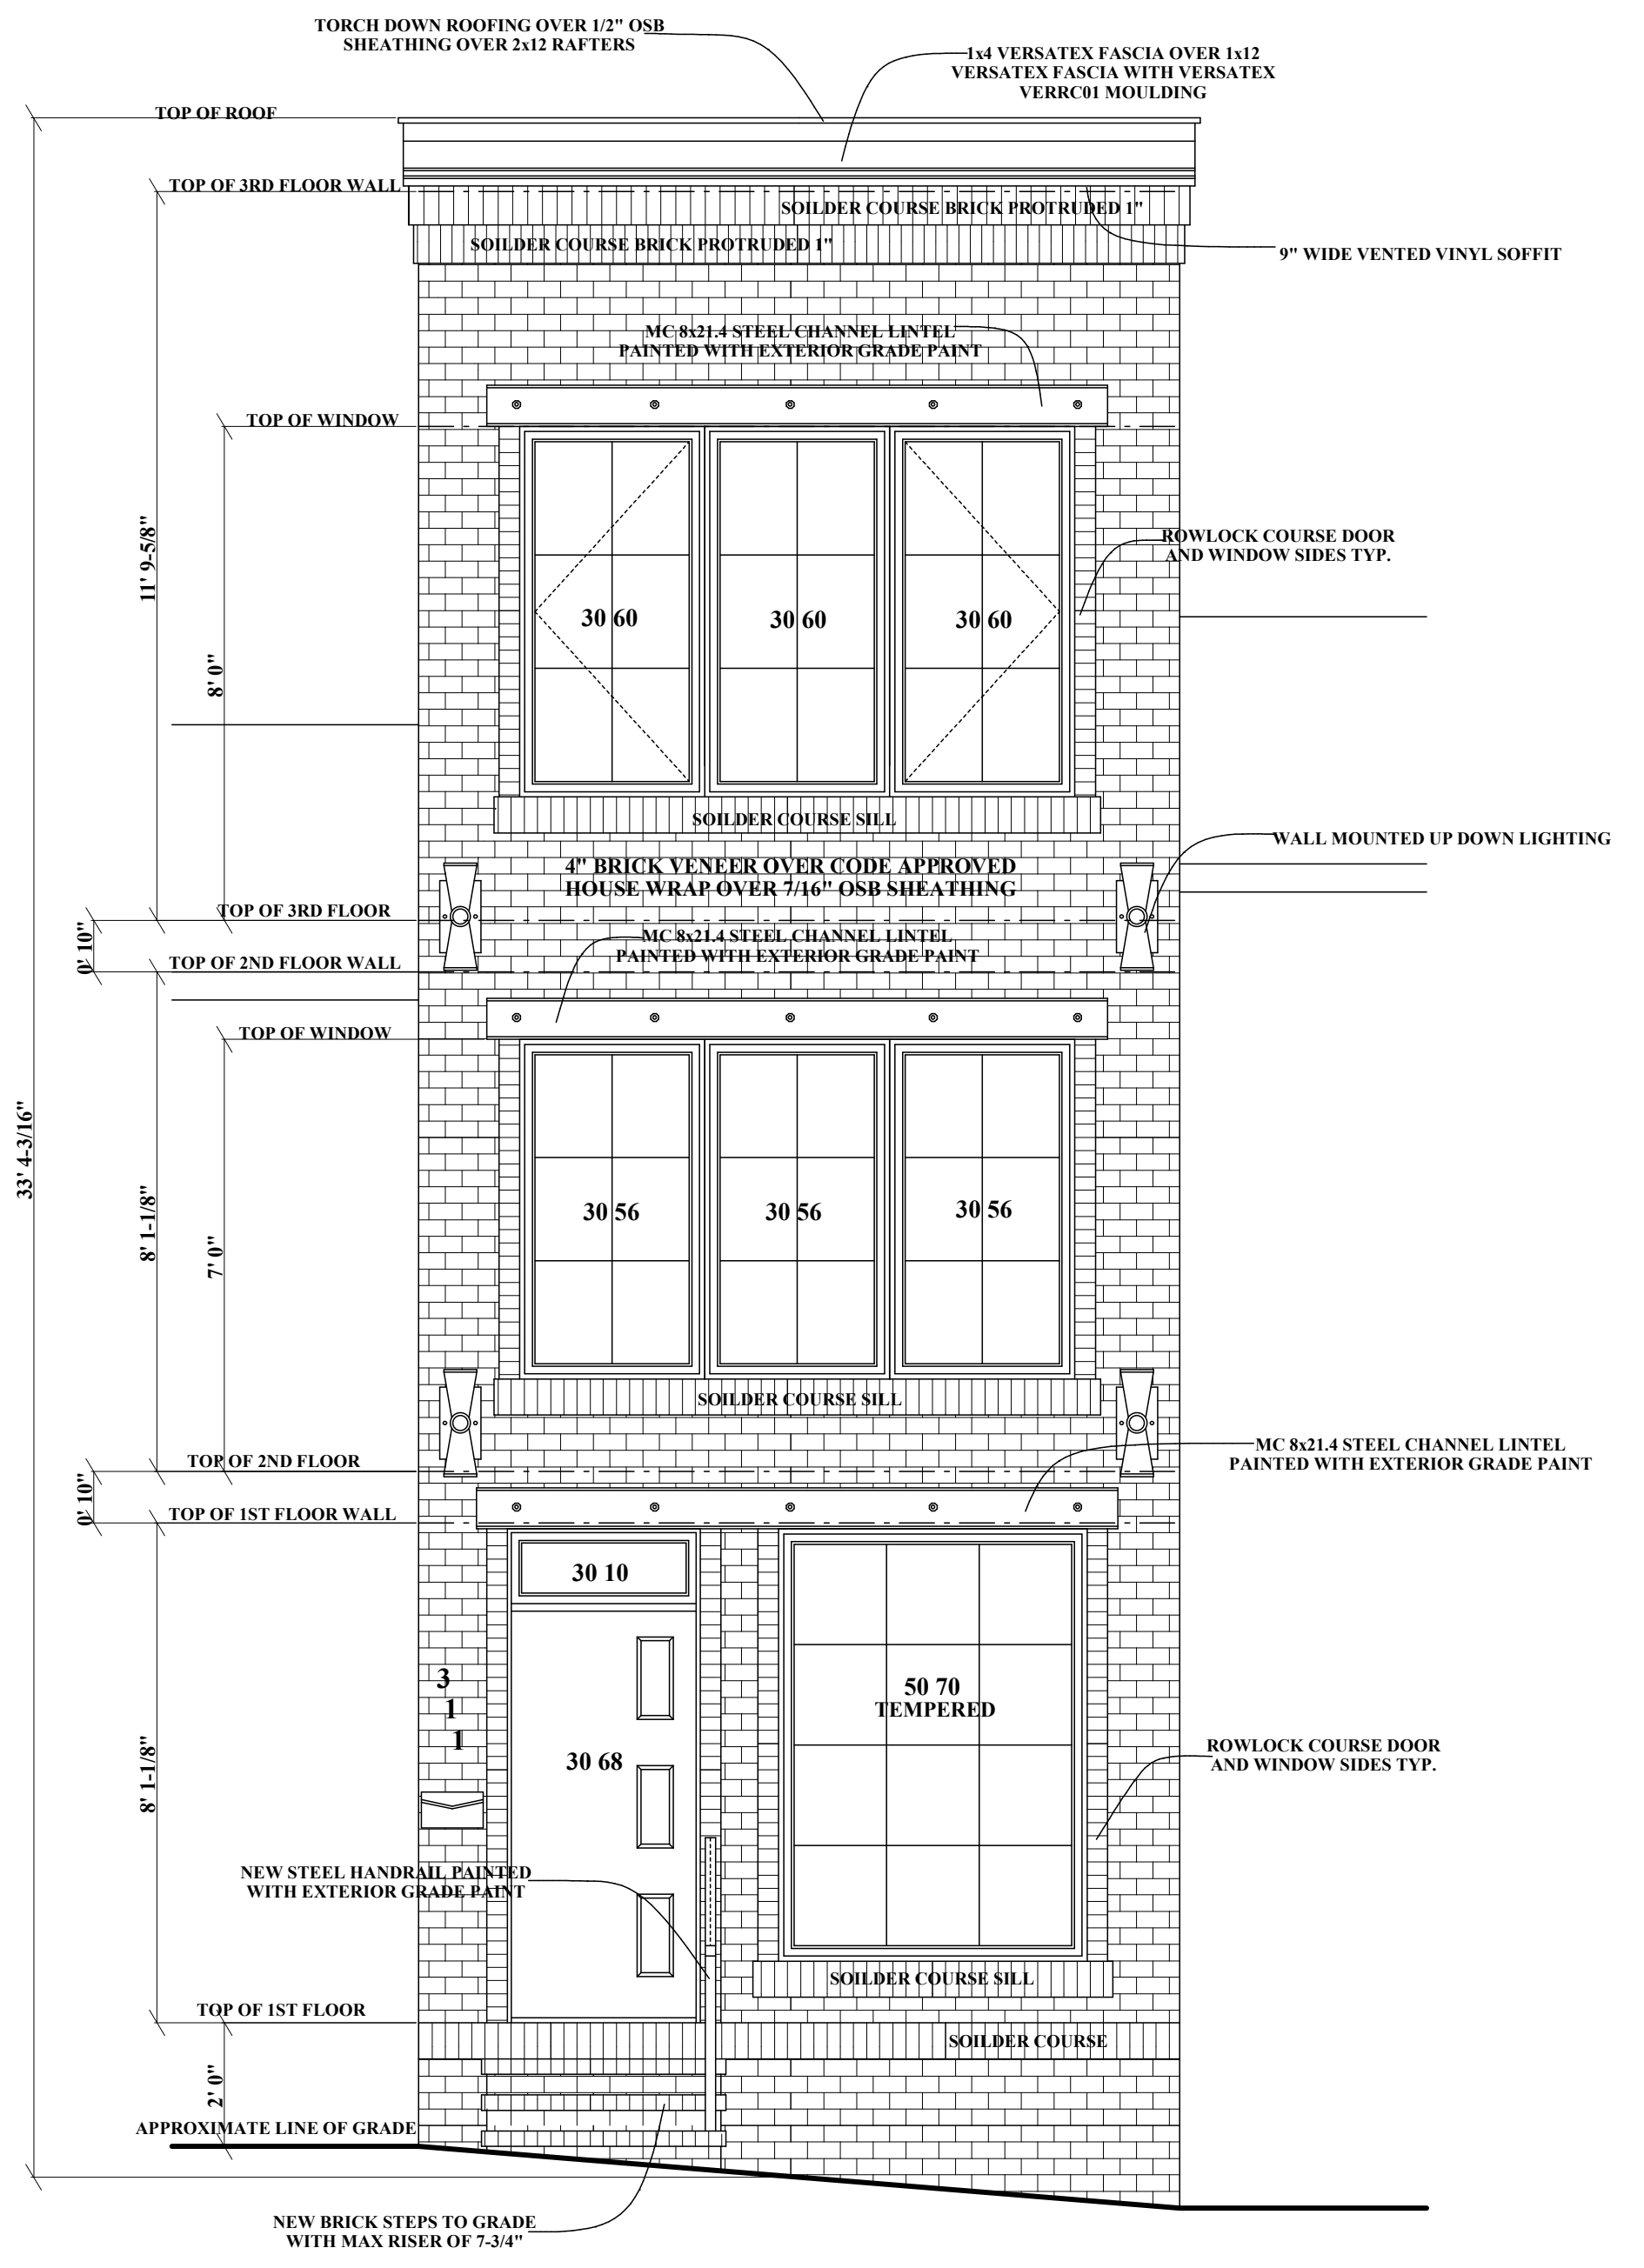 TORCH DOWN ROOFING OVER 1/2" OSB
SHEATHING OVER 2x12 RAFTERS
1x4 VERSATEX FASCIA OVER 1x12
VERSATEX FASCIA WITH VERSATEX
VERRC01 MOULDING
TOP OF ROOF
TOP OF 3RD FLOOR WALL
SOILDER COURSE BRICK PROTRUDED 1"
SOILDER COURSE BRICK PROTRUDED 1"
9" WIDE VENTED VINYL SOFFIT
MC 8x21.4 STEEL CHANNEL LINTEL
PAINTED WITH EXTERIOR GRADE PAINT
TOP OF WINDOW
11' 9-5/8"
ROWLOCK COURSE DOOR
AND WINDOW SIDES TYP.
30 60
30 60
30 60
8' 0"
SOILDER COURSE SILL
WALL MOUNTED UP DOWN LIGHTING
4" BRICK VENEER OVER CODE APPROVED
HOUSE WRAP OVER 7/16" OSB SHEATHING
TOP OF 3RD FLOOR
0' 10"
MC 8x21.4 STEEL CHANNEL LINTEL
PAINTED WITH EXTERIOR GRADE PAINT
TOP OF 2ND FLOOR WALL
TOP OF WINDOW
33' 4-3/16"
8' 1-1/8"
7' 0"
30 56
30 56
30 56
SOILDER COURSE SILL
MC 8x21.4 STEEL CHANNEL LINTEL
PAINTED WITH EXTERIOR GRADE PAINT
TOP OF 2ND FLOOR
0' 10"
TOP OF 1ST FLOOR WALL
30 10
3
1
1
50 70
TEMPERED
30 68
8' 1-1/8"
ROWLOCK COURSE DOOR
AND WINDOW SIDES TYP.
NEW STEEL HANDRAIL PAINTED
WITH EXTERIOR GRADE PAINT
SOILDER COURSE SILL
TOP OF 1ST FLOOR
SOILDER COURSE
2' 0"
APPROXIMATE LINE OF GRADE
NEW BRICK STEPS TO GRADE
WITH MAX RISER OF 7-3/4"